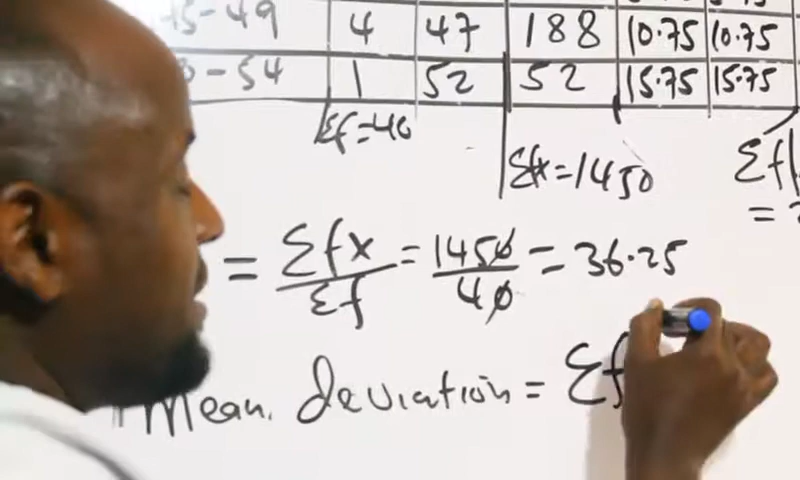 45-49 4 47 188 10.75 10.75
-54 1 52 52 15.75 15.75
Σf=40
Σfx=1450 Σf|
=
= Σfx/Σf = 1450/40 = 36.25
Mean. deviation = Σf